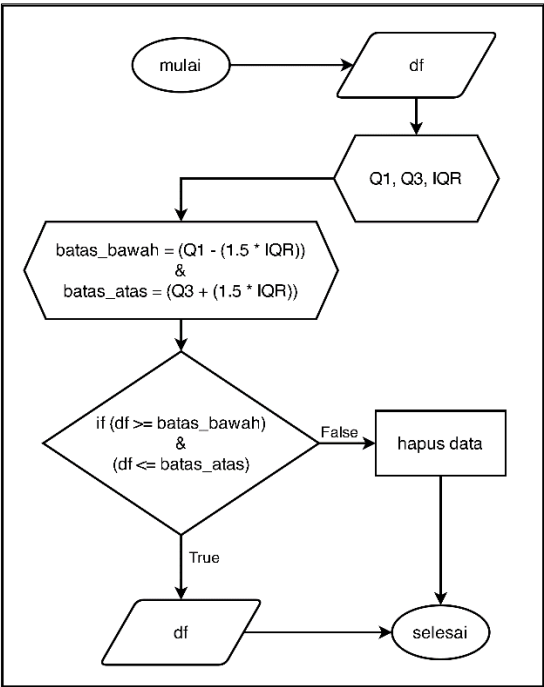 mulai
df
Q1, Q3, IQR
batas_bawah = (Q1 - (1.5 * IQR))
&
batas_atas = (Q3 + (1.5 * IQR))
if (df >= batas_bawah)
&
(df <= batas_atas)
False
hapus data
True
df
selesai